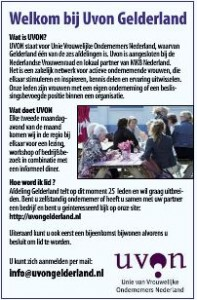 Welkom bij Uvon Gelderland
Wat is UVON?
UVON staat voor Unie Vrouwelijke Ondernemers Nederland, waarvan
Gelderland één van de zes afdelingen is. Uvon is aangesloten bij de
Nederlandse Vrouwenraad en lokaal partner van MKB Nederland.
Het is een zakelijk netwerk voor actieve ondernemende vrouwen, die
elkaar stimuleren en inspireren, kennis delen en ervaring uitwisselen.
Onze leden zijn vrouwen met een eigen onderneming of een beslis-
singsbevoegde positie binnen een organisatie.
Wat doet UVON
Elke tweede maandag-
avond van de maand
komen wij in de regio bij
elkaar voor een lezing,
workshop of bedrijfsbe-
zoek in combinatie met
een informeel diner.
Hoe word ik lid ?
Afdeling Gelderland telt op dit moment 25 leden en wil graag uitbrei-
den. Bent u zelfstandig ondernemer of heeft u samen met uw partner
een bedrijf en bent u geinteresseerd kijk op onze site:
http://uvongelderland.nl
Uiteraard kunt u ook eerst een bijeenkomst bijwonen alvorens u
besluit om lid te worden.
U kunt zich aanmelden per mail:
info@uvongelderland.nl
uvon
Unie van Vrouwelijke
Ondernemers Nederland